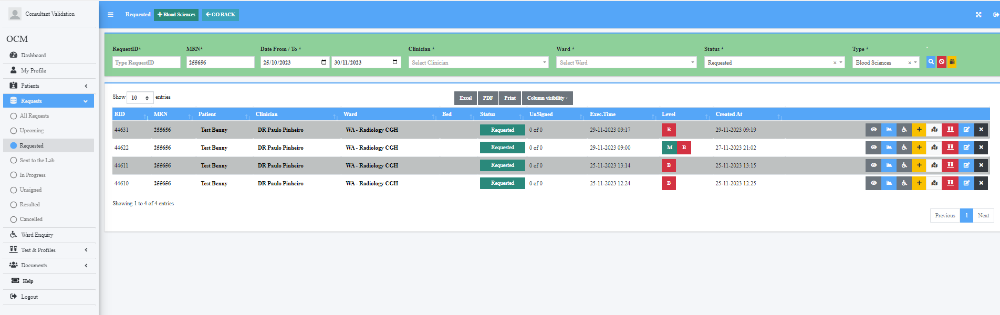 Consultant Validation
OCM
Dashboard
My Profile
Patients
Requests
All Requests
Upcoming
Requested
Sent to the Lab
In Progress
Unsigned
Resulted
Cancelled
Ward Enquiry
Test & Profiles
Documents
Help
Logout
Requested + Blood Sciences GO BACK
RequestID* MRN* Date From / To * Clinician * Ward * Status * Type *
Type RequestID 255656 25/10/2023 30/11/2023 Select Clinician Select Ward Requested × Blood Sciences ×
Show 10 entries Excel PDF Print Column visibility
RID MRN Patient Clinician Ward Bed Status UnSigned Exec.Time Level Created At
44631 255656 Test Benny DR Paulo Pinheiro WA - Radiology CGH Requested 0 of 0 29-11-2023 09:17 B 29-11-2023 09:19
44622 255656 Test Benny DR Paulo Pinheiro WA - Radiology CGH Requested 0 of 0 29-11-2023 09:00 M B 27-11-2023 21:02
44611 255656 Test Benny DR Paulo Pinheiro WA - Radiology CGH Requested 0 of 0 25-11-2023 13:14 B 25-11-2023 13:15
44610 255656 Test Benny DR Paulo Pinheiro WA - Radiology CGH Requested 0 of 0 25-11-2023 12:24 B 25-11-2023 12:25
Showing 1 to 4 of 4 entries
Previous 1 Next